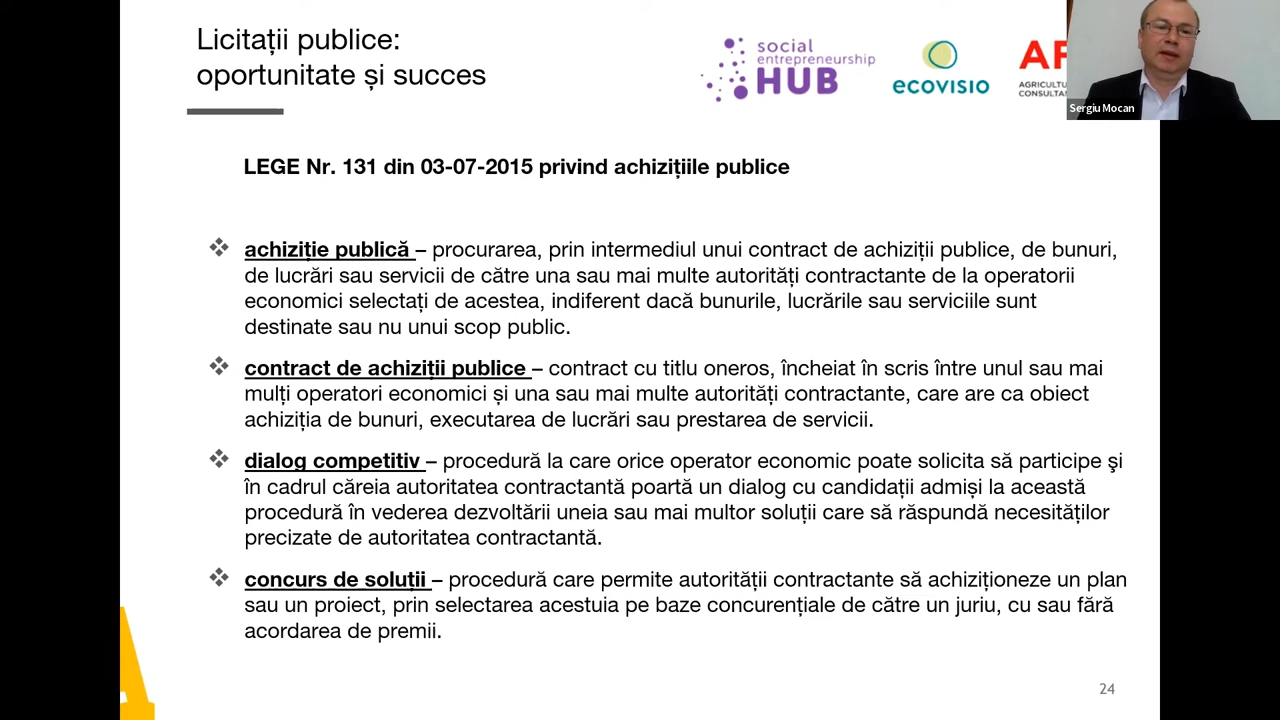 Licitații publice:
oportunitate și succes
social
entrepreneurship
HUB
ecovisio
Sergiu Mocan
LEGE Nr. 131 din 03-07-2015 privind achizițiile publice
achiziție publică – procurarea, prin intermediul unui contract de achiziții publice, de bunuri,
de lucrări sau servicii de către una sau mai multe autorități contractante de la operatorii
economici selectați de acestea, indiferent dacă bunurile, lucrările sau serviciile sunt
destinate sau nu unui scop public.
contract de achiziții publice – contract cu titlu oneros, încheiat în scris între unul sau mai
mulți operatori economici și una sau mai multe autorități contractante, care are ca obiect
achiziția de bunuri, executarea de lucrări sau prestarea de servicii.
dialog competitiv – procedură la care orice operator economic poate solicita să participe şi
în cadrul căreia autoritatea contractantă poartă un dialog cu candidații admiși la această
procedură în vederea dezvoltării uneia sau mai multor soluții care să răspundă necesităților
precizate de autoritatea contractantă.
concurs de soluții – procedură care permite autorității contractante să achiziționeze un plan
sau un proiect, prin selectarea acestuia pe baze concurențiale de către un juriu, cu sau fără
acordarea de premii.
24